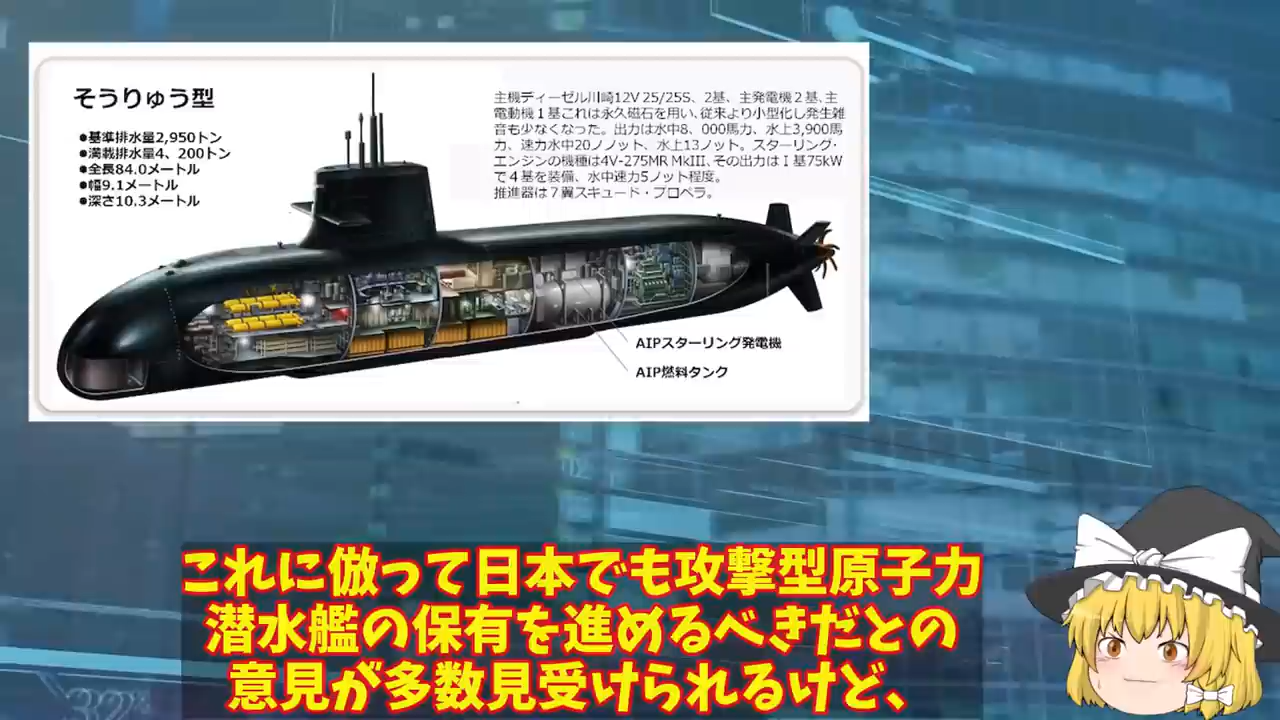 そうりゅう型
●基準排水量2,950トン
●満載排水量4、200トン
●全長84.0メートル
●幅9.1メートル
●深さ10.3メートル
主機ディーゼル川崎12V 25/25S、2基、主発電機2基、主
電動機1基これは永久磁石を用い、従来より小型化し発生雑
音も少なくなった。出力は水中8、000馬力、水上3,900馬
力、速力水中20ノノット、水上13ノット。スターリング・
エンジンの機種は4V-275MR MkIII、その出力はI基75kW
で4基を装備、水中速力5ノット程度。
推進器は7翼スキュード・プロペラ。
AIPスターリング発電機
AIP燃料タンク
これに倣って日本でも攻撃型原子力
潜水艦の保有を進めるべきだとの
意見が多数見受けられるけど、